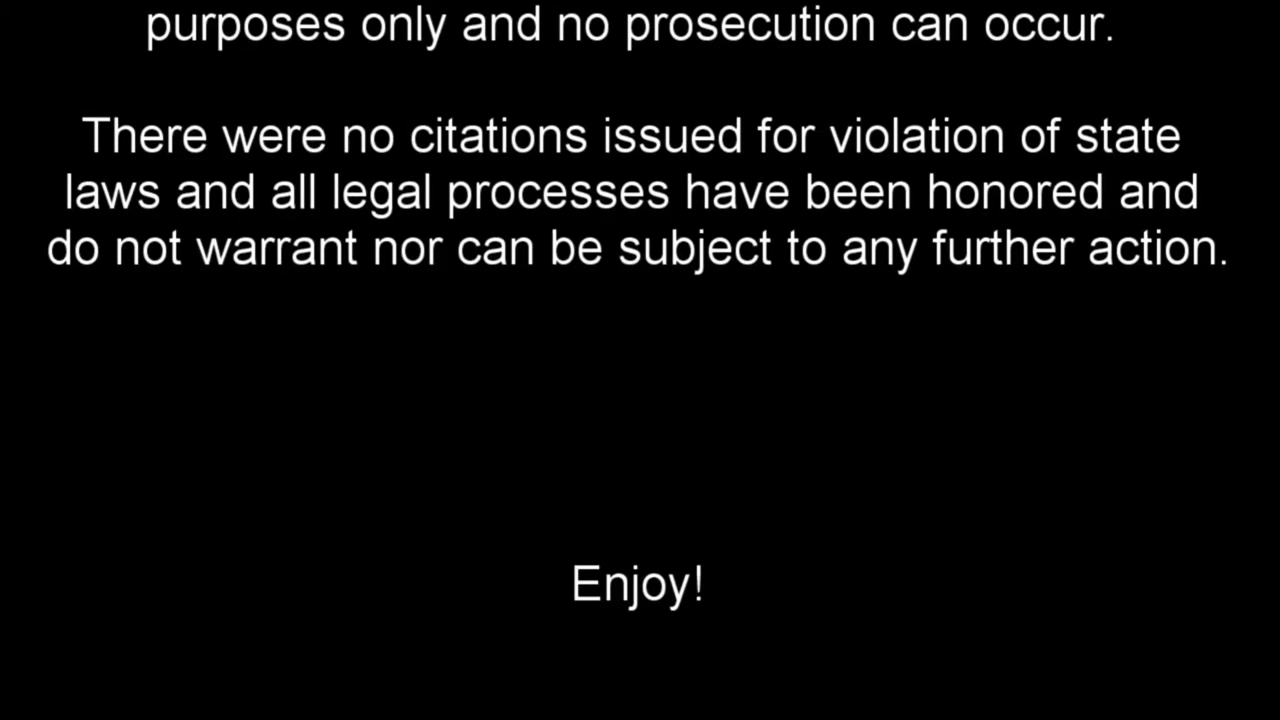 purposes only and no prosecution can occur.
There were no citations issued for violation of state
laws and all legal processes have been honored and
do not warrant nor can be subject to any further action.
Enjoy!